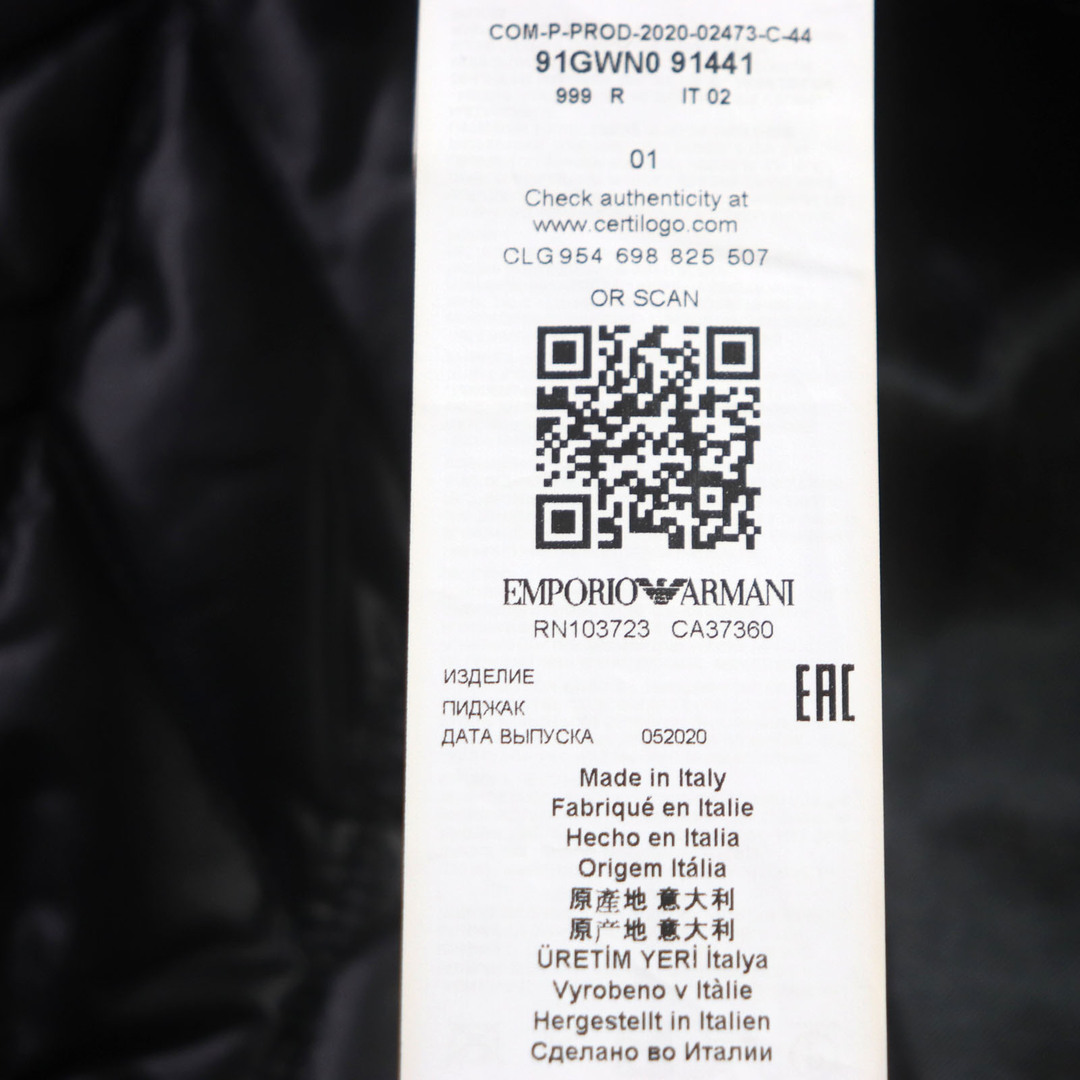 COM-P-PROD-2020-02473-C-44
91GWN0 91441
999 R IT 02
01
Check authenticity at
www.certilogo.com
CLG 954 698 825 507
OR SCAN
EMPORIO ARMANI
RN103723 CA37360
ИЗДЕЛИЕ
EAC
ПИДЖАК
ДАТА ВЫПУСКА 052020
Made in Italy
Fabriqué en Italie
Hecho en Italia
Origem Itália
原產地 意大利
原产地 意大利
ÜRETİM YERİ İtalya
Vyrobeno v Itàlie
Hergestellt in Italien
Сделано во Италии